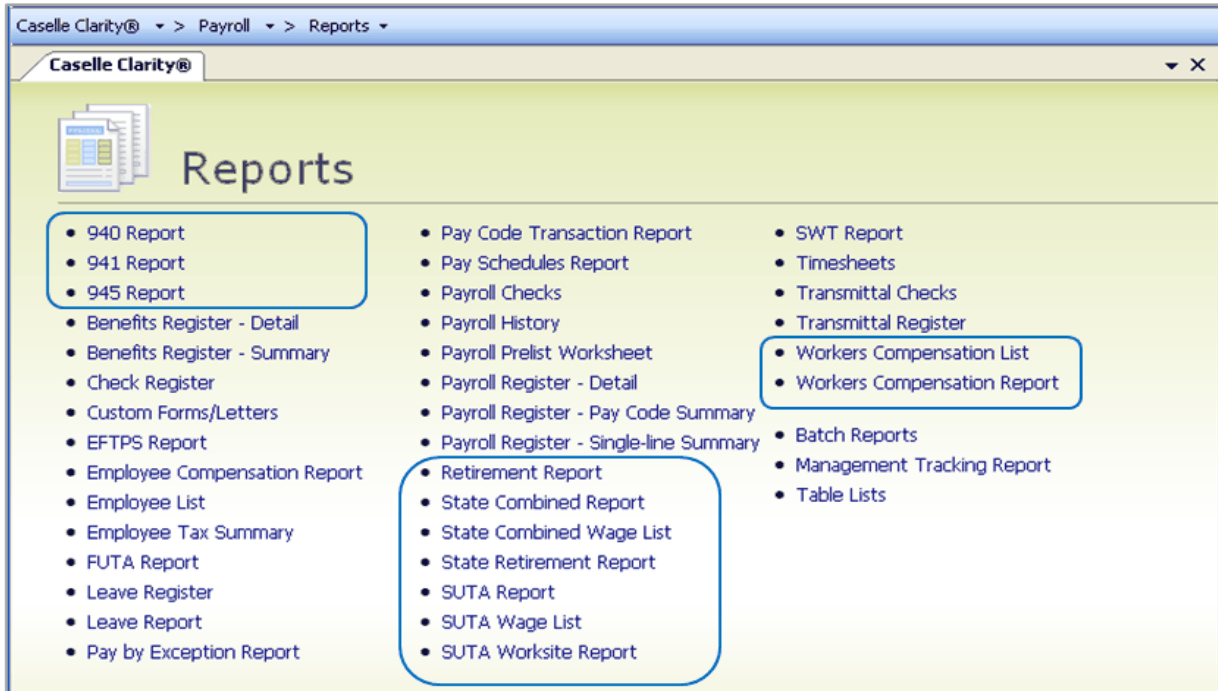 Caselle Clarity® > Payroll > Reports
Caselle Clarity®
Reports
940 Report
941 Report
945 Report
Benefits Register - Detail
Benefits Register - Summary
Check Register
Custom Forms/Letters
EFTPS Report
Employee Compensation Report
Employee List
Employee Tax Summary
FUTA Report
Leave Register
Leave Report
Pay by Exception Report
Pay Code Transaction Report
Pay Schedules Report
Payroll Checks
Payroll History
Payroll Prelist Worksheet
Payroll Register - Detail
Payroll Register - Pay Code Summary
Payroll Register - Single-line Summary
Retirement Report
State Combined Report
State Combined Wage List
State Retirement Report
SUTA Report
SUTA Wage List
SUTA Worksite Report
SWT Report
Timesheets
Transmittal Checks
Transmittal Register
Workers Compensation List
Workers Compensation Report
Batch Reports
Management Tracking Report
Table Lists